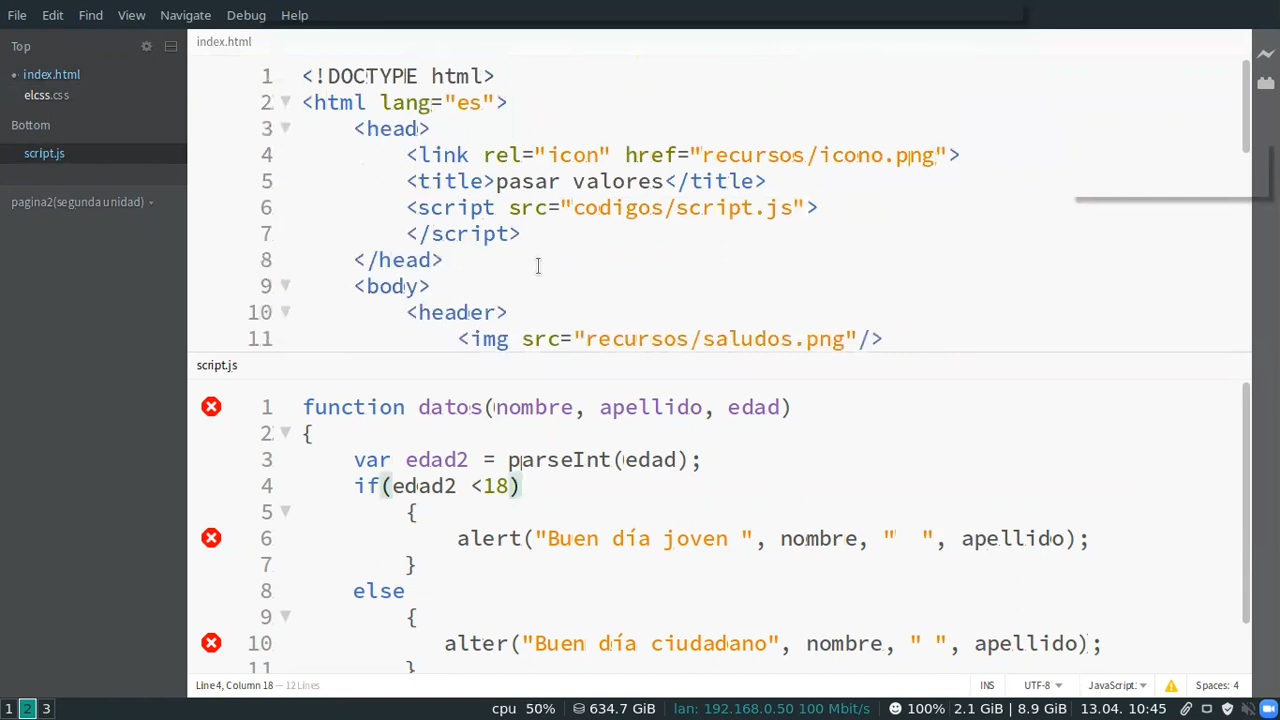 File Edit Find View Navigate Debug Help
Top
index.html
elcss.css
Bottom
script.js
pagina2(segunda unidad)
index.html
1 <!DOCTYPE html>
2 <html lang="es">
3 <head>
4 <link rel="icon" href="recursos/icono.png">
5 <title>pasar valores</title>
6 <script src="codigos/script.js">
7 </script>
8 </head>
9 <body>
10 <header>
11 <img src="recursos/saludos.png"/>
script.js
1 function datos(nombre, apellido, edad)
2 {
3 var edad2 = parseInt(edad);
4 if(edad2 <18)
5 {
6 alert("Buen día joven ", nombre, "  ", apellido);
7 }
8 else
9 {
10 alter("Buen día ciudadano", nombre, " ", apellido);
11 }
Line 4, Column 18 — 12 Lines INS UTF-8 JavaScript Spaces: 4
1 2 3 cpu 50% 634.7 GiB lan: 192.168.0.50 100 Mbit/s 100% 2.1 GiB | 8.9 GiB 13.04. 10:45